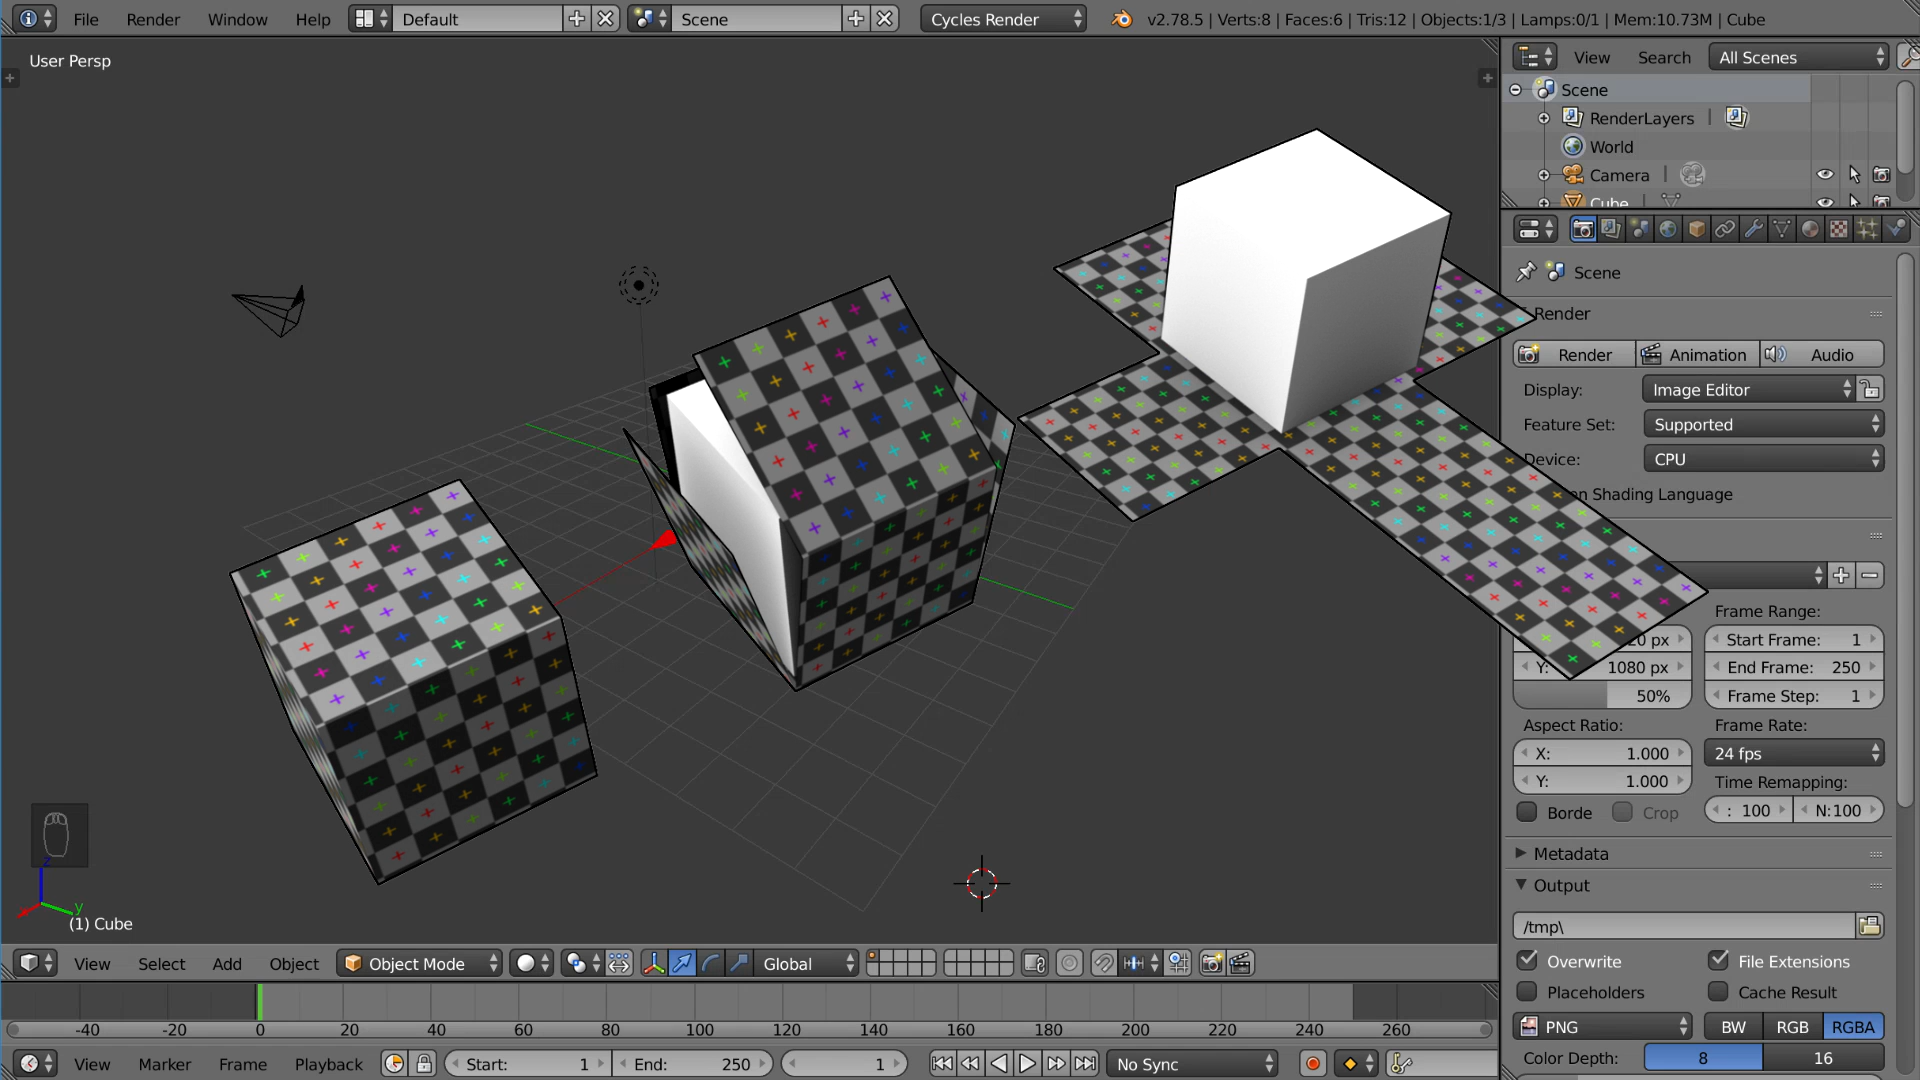 File Render Window Help Default Scene Cycles Render v2.78.5 | Verts:8 | Faces:6 | Tris:12 | Objects:1/3 | Lamps:0/1 | Mem:10.73M | Cube
User Persp
View Search All Scenes
Scene
RenderLayers
World
Camera
Cube
Scene
Render
Render Animation Audio
Display: Image Editor
Feature Set: Supported
Device: CPU
Shading Language
Frame Range:
20 px Start Frame: 1
Y: 1080 px End Frame: 250
50% Frame Step: 1
Aspect Ratio: Frame Rate:
X: 1.000 24 fps
Y: 1.000 Time Remapping:
Borde Crop : 100 N:100
Metadata
Output
/tmp\
Overwrite File Extensions
Placeholders Cache Result
PNG BW RGB RGBA
Color Depth: 8 16
z
y
(1) Cube
View Select Add Object Object Mode Global
-40 -20 0 20 40 60 80 100 120 140 160 180 200 220 240 260
View Marker Frame Playback Start: 1 End: 250 1 No Sync